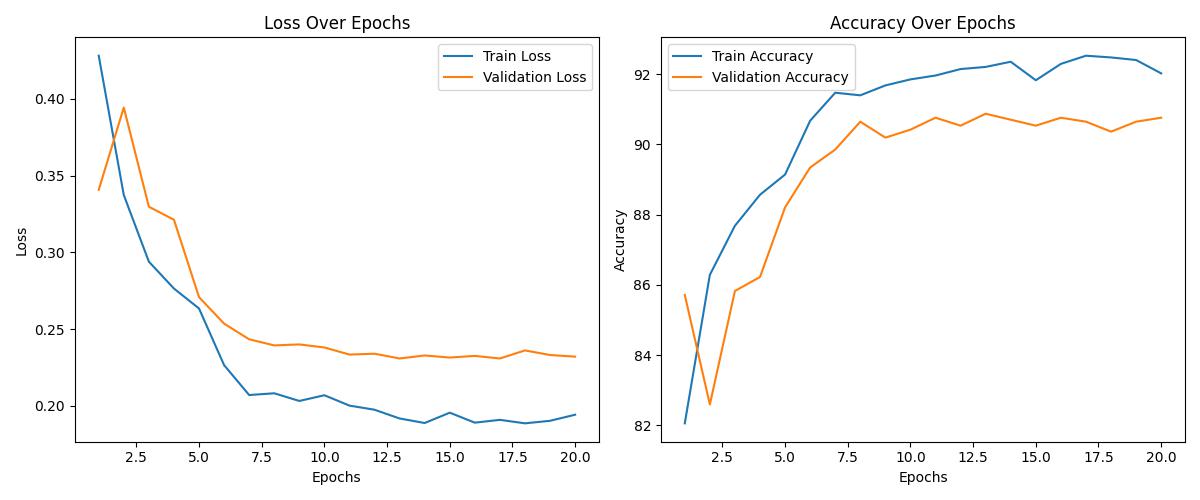 Loss Over Epochs
Train Loss
Validation Loss
0.40
0.35
0.30
0.25
0.20
Loss
2.5 5.0 7.5 10.0 12.5 15.0 17.5 20.0
Epochs
Accuracy Over Epochs
Train Accuracy
Validation Accuracy
92
90
88
86
84
82
Accuracy
2.5 5.0 7.5 10.0 12.5 15.0 17.5 20.0
Epochs